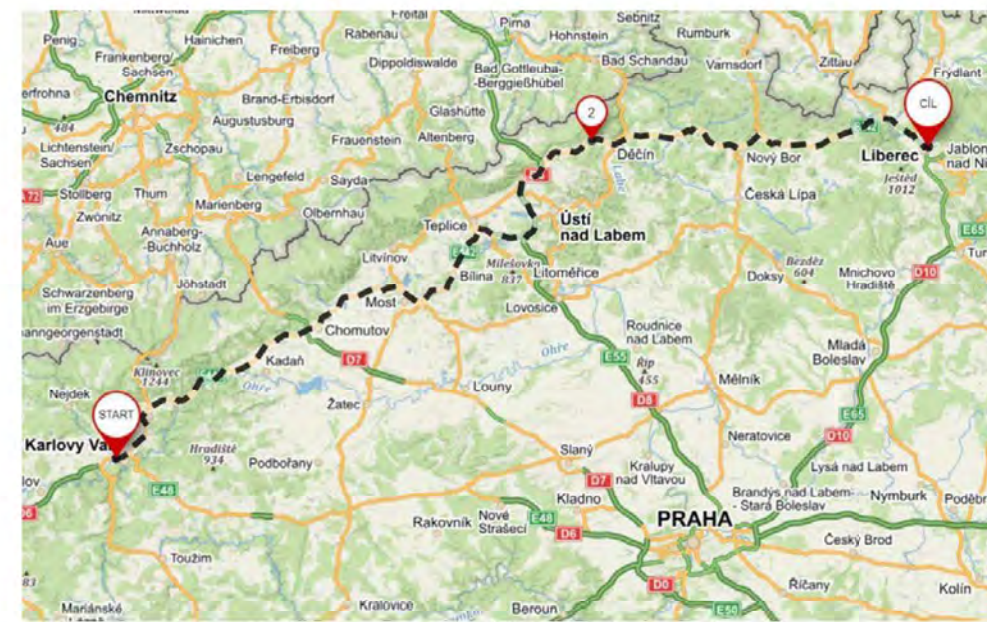 Freital
Pirna
Sebnitz
Penig
Hainichen
Rabenau
Hohnstein
Rumburk
Frankenberg/
Sachsen
Freiberg
Dippoldiswalde
Bad Gottleuba-
-Berggießhübel
Bad Schandau
Varnsdorf
Zittau
Frýdlant
Chemnitz
Brand-Erbisdorf
Glashütte
2
CÍL
484
Augustusburg
Lichtenstein/
Sachsen
Zschopau
Frauenstein
Altenberg
Děčín
Nový Bor
Liberec
Jablon
nad Ni
Ještěd
1012
72
Stollberg
Thum
Lengefeld
Sayda
Labe
Marienberg
Olbernhau
Česká Lípa
Zwönitz
Teplice
Ústí
nad Labem
Aue
Annaberg-
-Buchholz
Litvínov
E65
Tur
Bílina
Milešovka
837
Litoměřice
Doksy
Bezděz
604
Mnichovo
Hradiště
D10
Schwarzenberg
im Erzgebirge
Jöhstadt
Most
Lovosice
Chomutov
Roudnice
nad Labem
Mladá
Boleslav
Klínovec
1244
Kadaň
D7
Ohře
Ohře
E55
Říp
455
Mělník
Nejdek
START
Žatec
Louny
D8
E65
Karlovy Va
Hradiště
934
Podbořany
Slaný
Neratovice
D10
Lysá nad Labem
E48
Kralupy
nad Vltavou
D7
Kladno
Brandýs nad Labem-
- Stará Boleslav
Nymburk
Poděbr
Rakovník
Nové
Strašecí
E48
D6
PRAHA
Český Brod
Toužim
D0
Říčany
Kolín
Mariánské
Kralovice
Beroun
E50